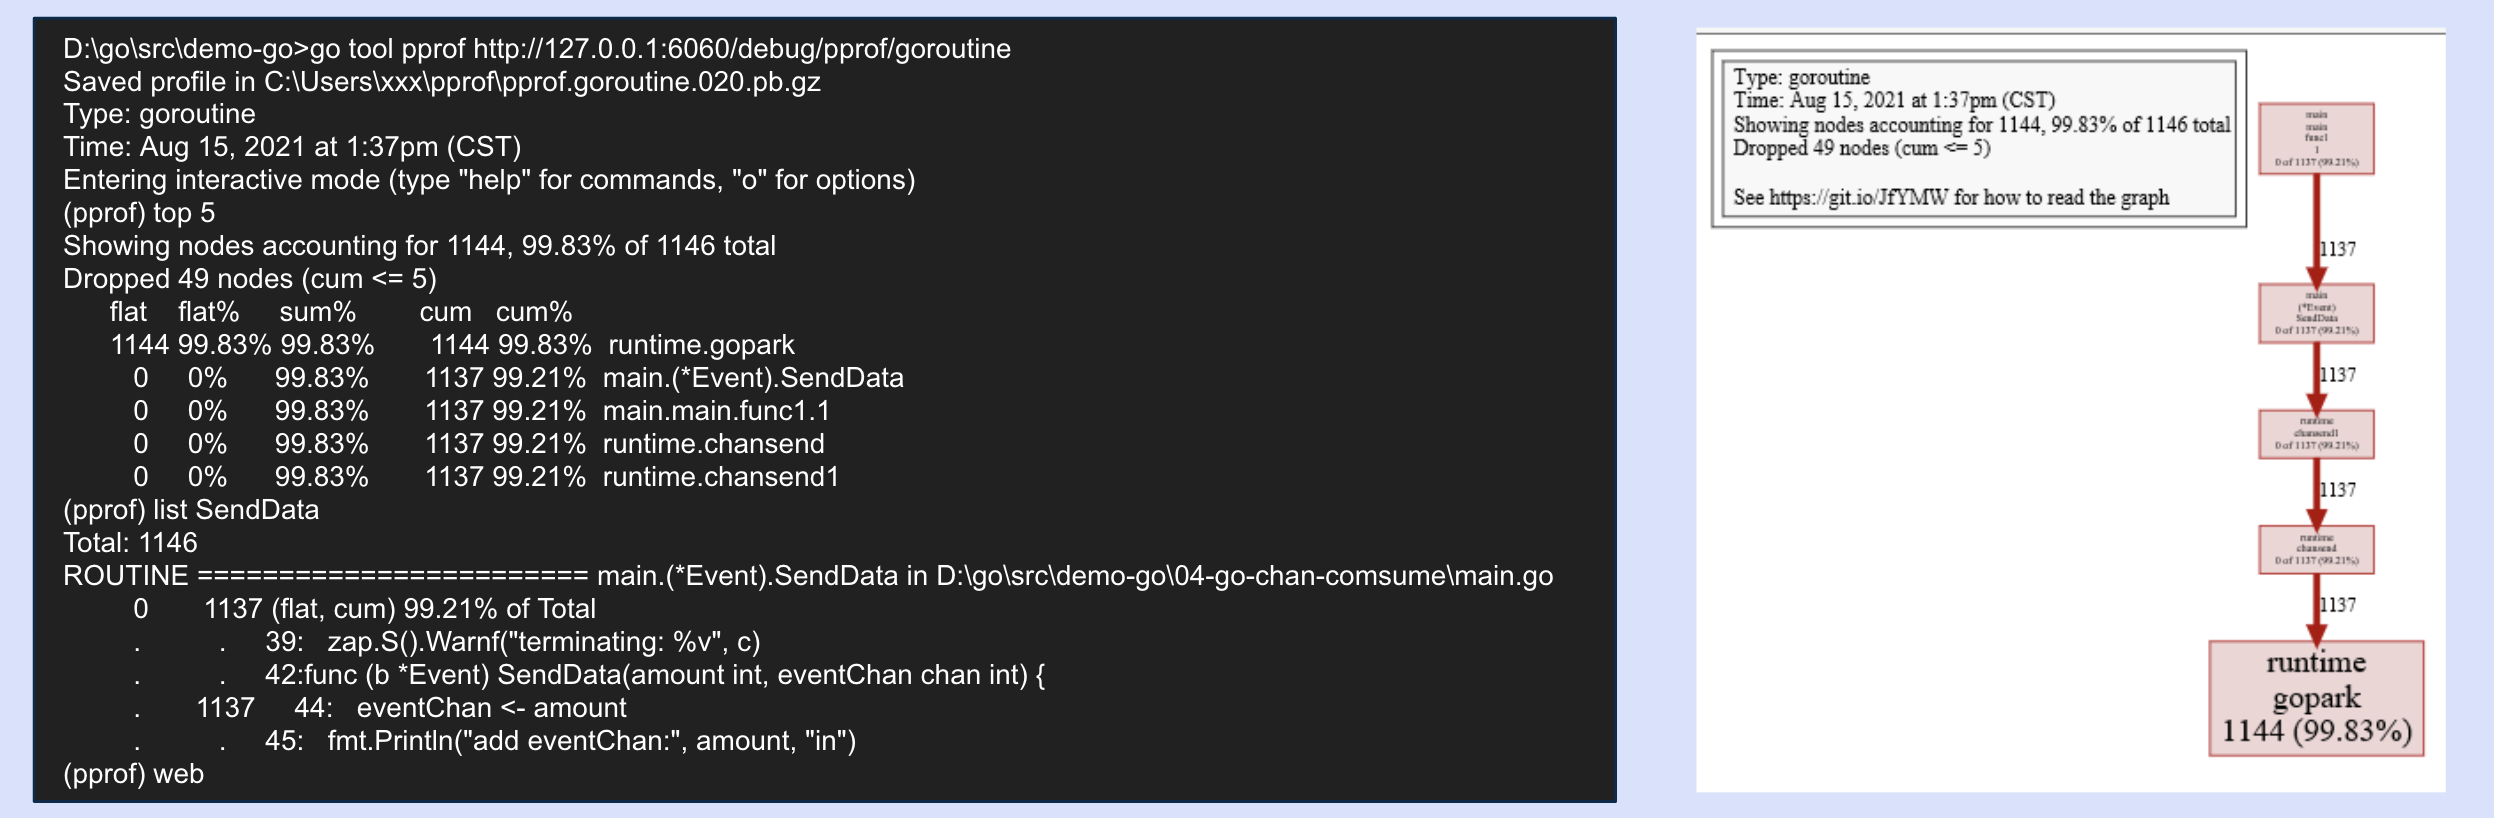 D:\go\src\demo-go>go tool pprof http://127.0.0.1:6060/debug/pprof/goroutine
Saved profile in C:\Users\xxx\pprof\pprof.goroutine.020.pb.gz
Type: goroutine
Time: Aug 15, 2021 at 1:37pm (CST)
Entering interactive mode (type "help" for commands, "o" for options)
(pprof) top 5
Showing nodes accounting for 1144, 99.83% of 1146 total
Dropped 49 nodes (cum <= 5)
flat flat% sum% cum cum%
1144 99.83% 99.83% 1144 99.83% runtime.gopark
0 0% 99.83% 1137 99.21% main.(*Event).SendData
0 0% 99.83% 1137 99.21% main.main.func1.1
0 0% 99.83% 1137 99.21% runtime.chansend
0 0% 99.83% 1137 99.21% runtime.chansend1
(pprof) list SendData
Total: 1146
ROUTINE ======================== main.(*Event).SendData in D:\go\src\demo-go\04-go-chan-comsume\main.go
0 1137 (flat, cum) 99.21% of Total
. . 39: zap.S().Warnf("terminating: %v", c)
. . 42:func (b *Event) SendData(amount int, eventChan chan int) {
. 1137 44: eventChan <- amount
. . 45: fmt.Println("add eventChan:", amount, "in")
(pprof) web
Type: goroutine
Time: Aug 15, 2021 at 1:37pm (CST)
Showing nodes accounting for 1144, 99.83% of 1146 total
Dropped 49 nodes (cum <= 5)
See https://git.io/JfYMW for how to read the graph
main
main
func1
1
0 of 1137 (99.21%)
1137
main
(*Event)
SendData
0 of 1137 (99.21%)
1137
runtime
chansend1
0 of 1137 (99.21%)
1137
runtime
chansend
0 of 1137 (99.21%)
1137
runtime
gopark
1144 (99.83%)